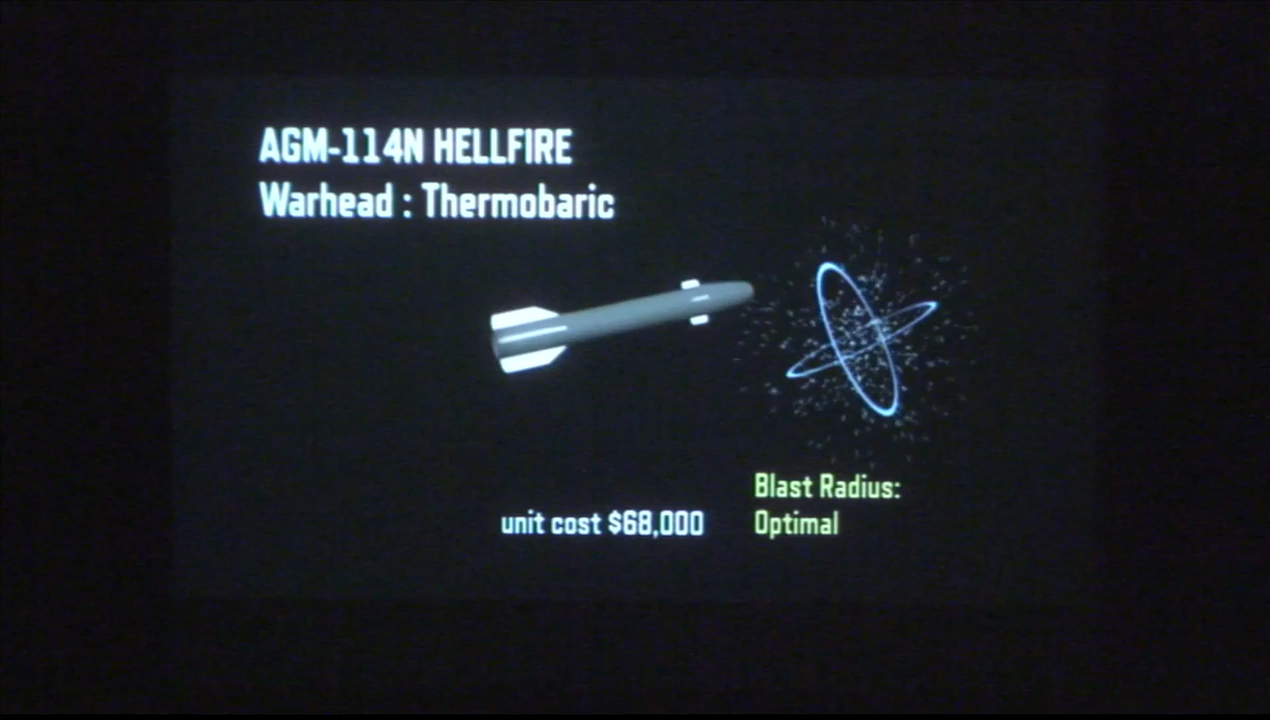 AGM-114N HELLFIRE
Warhead : Thermobaric
unit cost $68,000
Blast Radius:
Optimal